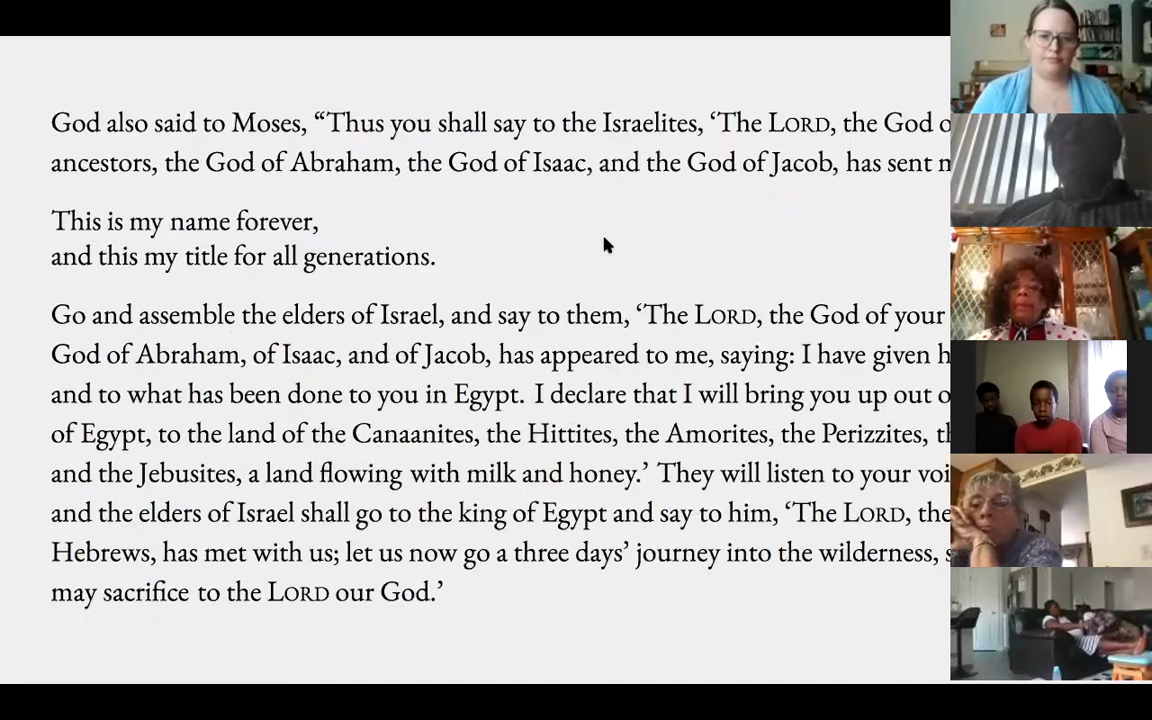 God also said to Moses, “Thus you shall say to the Israelites, ‘The LORD, the God o
ancestors, the God of Abraham, the God of Isaac, and the God of Jacob, has sent
This is my name forever,
and this my title for all generations.
Go and assemble the elders of Israel, and say to them, ‘The LORD, the God of your
God of Abraham, of Isaac, and of Jacob, has appeared to me, saying: I have given h
and to what has been done to you in Egypt. I declare that I will bring you up out o
of Egypt, to the land of the Canaanites, the Hittites, the Amorites, the Perizzites, th
and the Jebusites, a land flowing with milk and honey.’ They will listen to your voi
and the elders of Israel shall go to the king of Egypt and say to him, ‘The LORD, the
Hebrews, has met with us; let us now go a three days’ journey into the wilderness, s
may sacrifice to the LORD our God.’